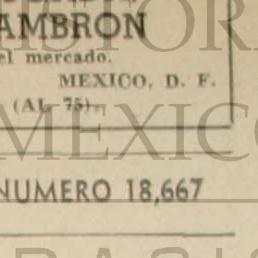 AMBRON
el mercado.
MEXICO, D. F.
(AL-75).
NUMERO 18,667
MEXICO